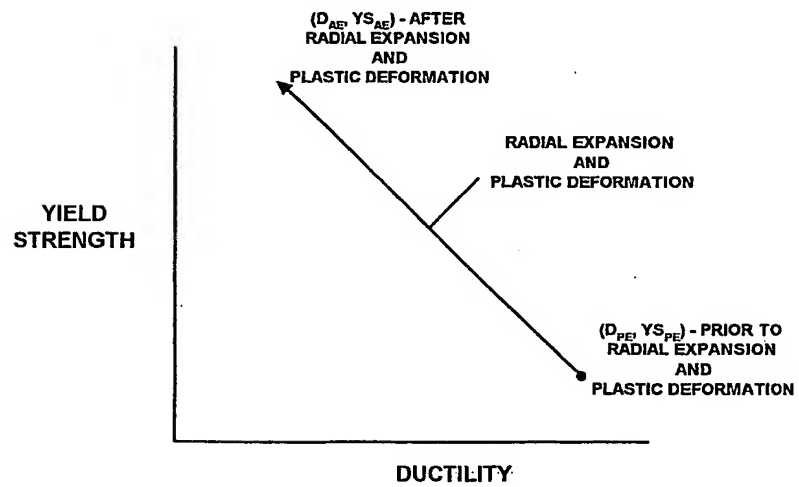 (D_AE, YS_AE) - AFTER
RADIAL EXPANSION
AND
PLASTIC DEFORMATION
RADIAL EXPANSION
AND
PLASTIC DEFORMATION
YIELD
STRENGTH
(D_PE, YS_PE) - PRIOR TO
RADIAL EXPANSION
AND
PLASTIC DEFORMATION
DUCTILITY